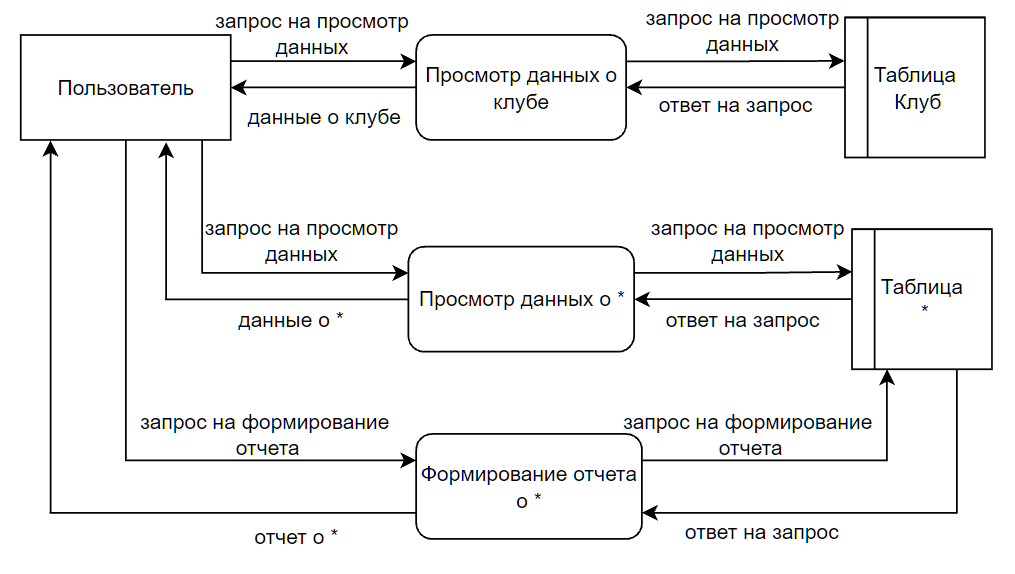 запрос на просмотр
данных
запрос на просмотр
данных
Пользователь
Просмотр данных о
клубе
Таблица
Клуб
данные о клубе
ответ на запрос
запрос на просмотр
данных
запрос на просмотр
данных
Просмотр данных о *
Таблица
*
данные о *
ответ на запрос
запрос на формирование
отчета
запрос на формирование
отчета
Формирование отчета
о *
отчет о *
ответ на запрос